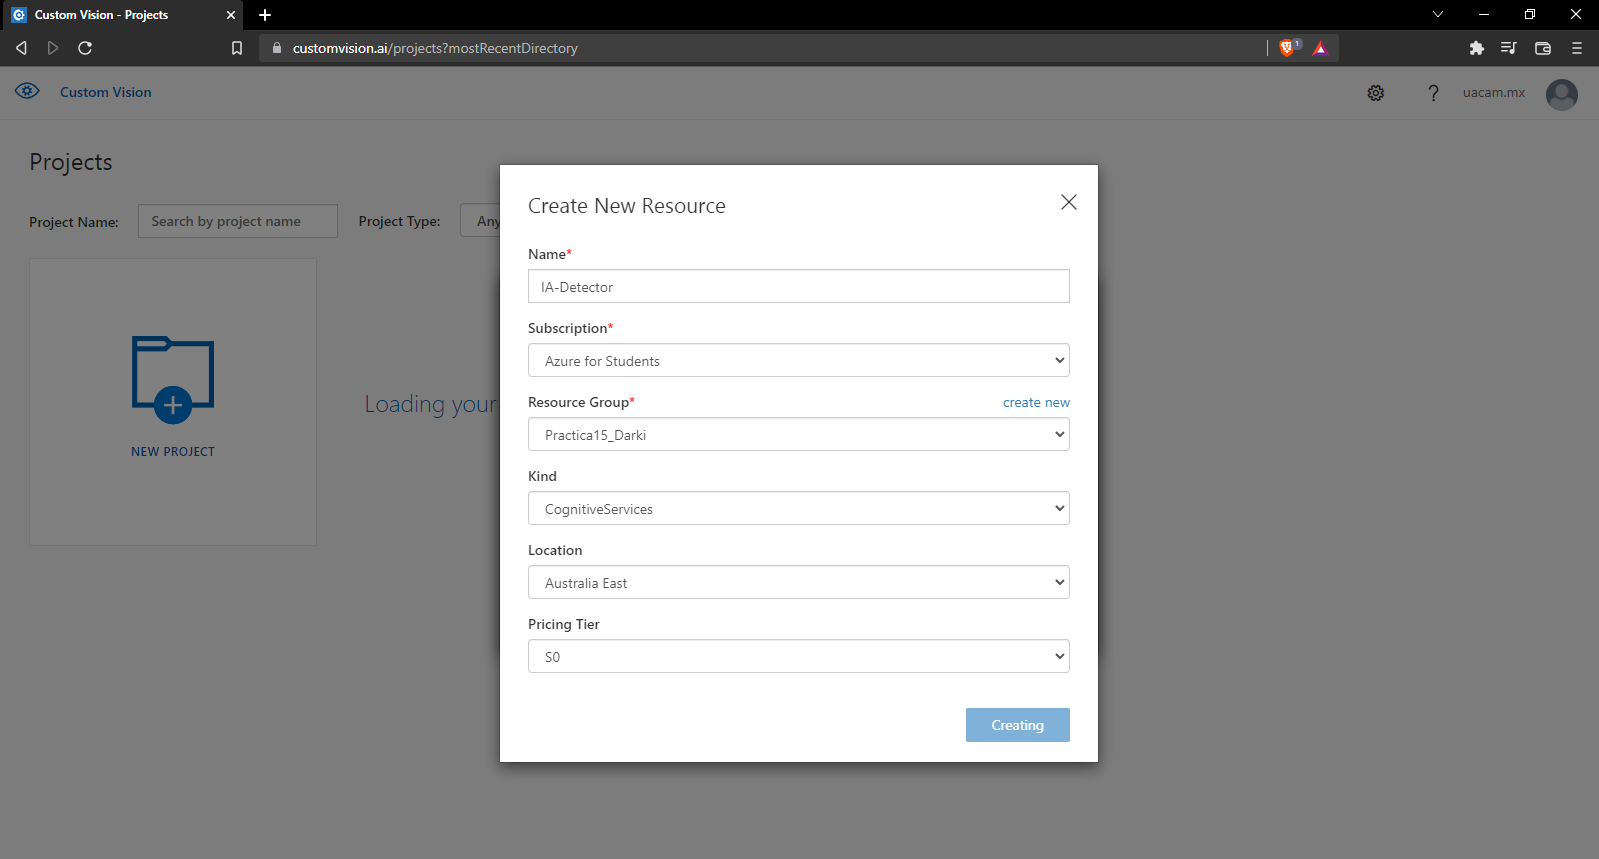 Custom Vision - Projects
customvision.ai/projects?mostRecentDirectory
1
Custom Vision
? uacam.mx
Projects
Project Name: Search by project name Project Type: Any
NEW PROJECT
Loading your
Create New Resource
Name*
IA-Detector
Subscription*
Azure for Students
Resource Group* create new
Practica15_Darki
Kind
CognitiveServices
Location
Australia East
Pricing Tier
S0
Creating